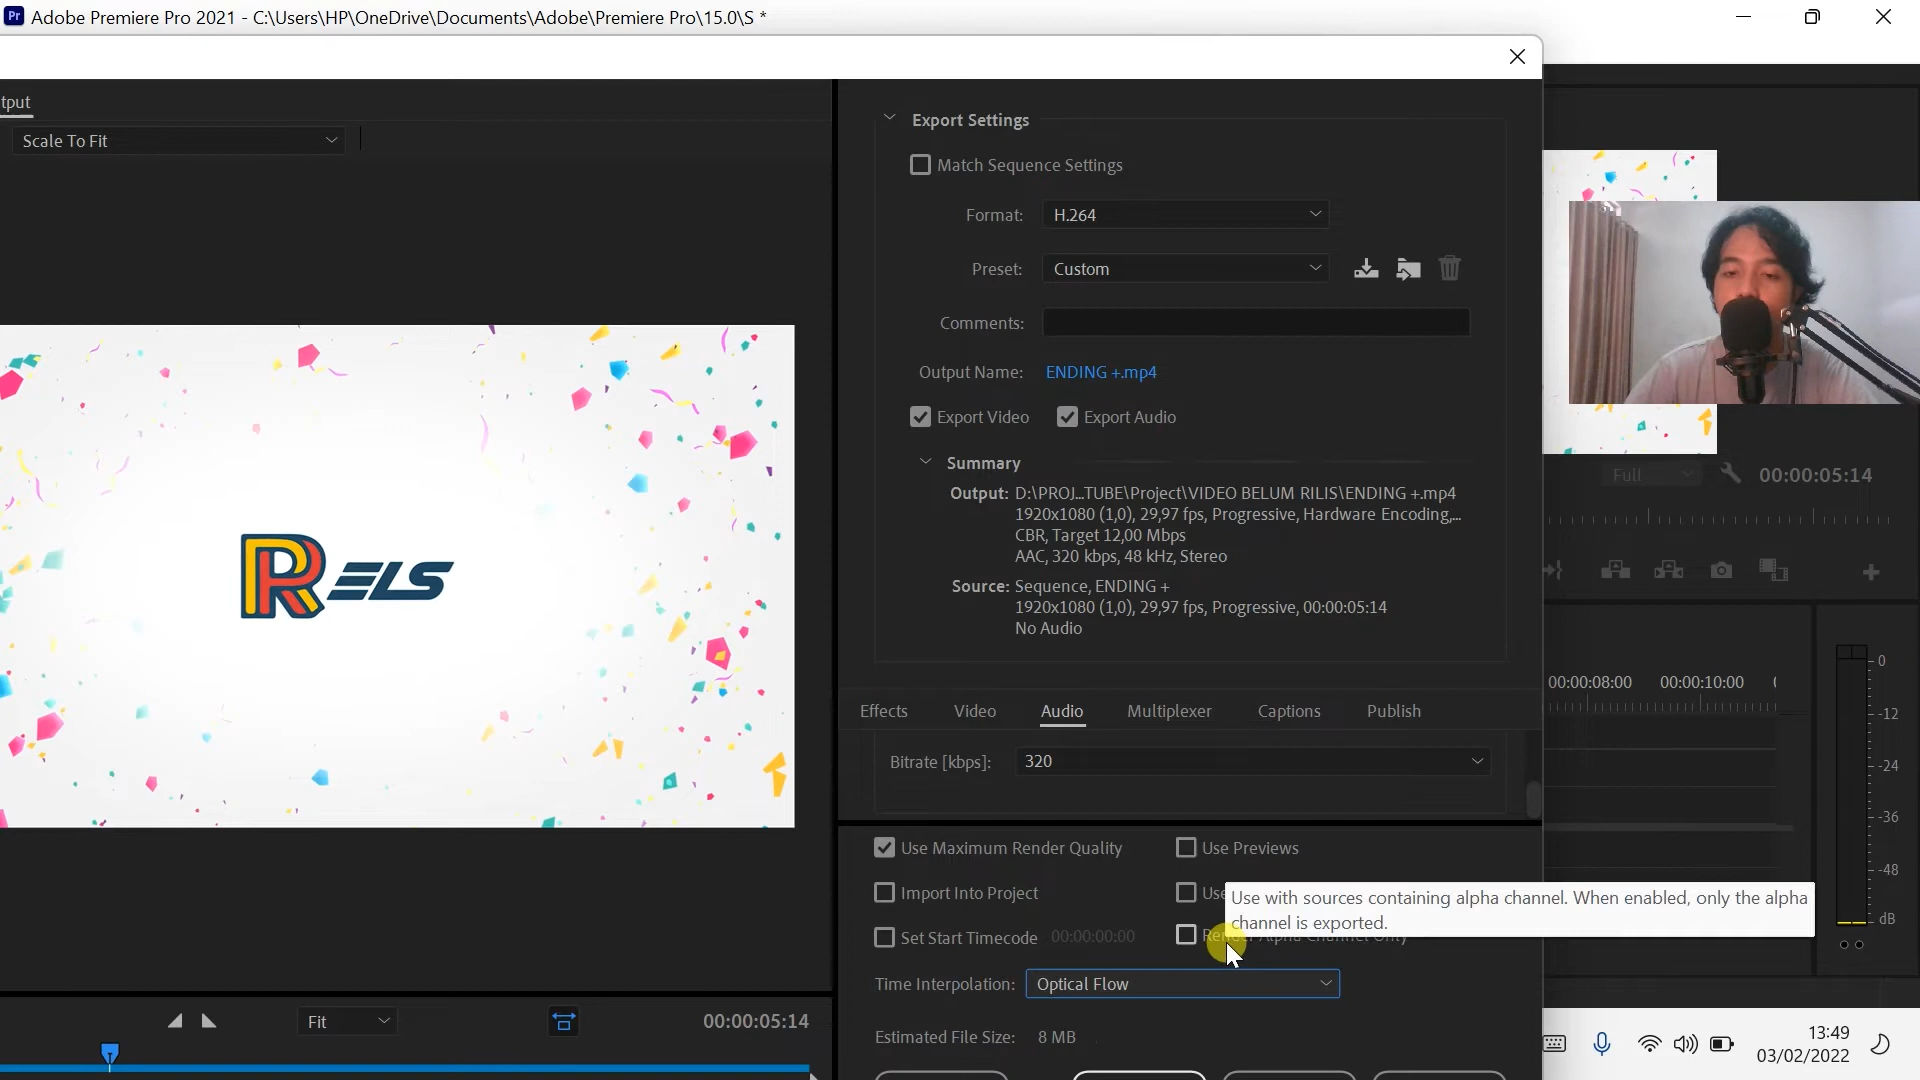 Adobe Premiere Pro 2021 - C:\Users\HP\OneDrive\Documents\Adobe\Premiere Pro\15.0\S *
tput
Scale To Fit
Export Settings
Match Sequence Settings
Format: H.264
Preset: Custom
Comments:
Output Name: ENDING +.mp4
Export Video Export Audio
Summary
Output: D:\PROJ...TUBE\Project\VIDEO BELUM RILIS\ENDING +.mp4
1920x1080 (1,0), 29,97 fps, Progressive, Hardware Encoding,...
CBR, Target 12,00 Mbps
AAC, 320 kbps, 48 kHz, Stereo
Source: Sequence, ENDING +
1920x1080 (1,0), 29,97 fps, Progressive, 00:00:05:14
No Audio
Effects Video Audio Multiplexer Captions Publish
Bitrate [kbps]: 320
Use Maximum Render Quality Use Previews
Import Into Project Use
Use with sources containing alpha channel. When enabled, only the alpha
channel is exported.
Set Start Timecode 00:00:00:00 Render Alpha Channel Only
Time Interpolation: Optical Flow
Estimated File Size: 8 MB
RELS
Fit
00:00:05:14
Full
00:00:05:14
00:00:08:00 00:00:10:00
0
-12
-24
-36
-48
dB
13:49
03/02/2022